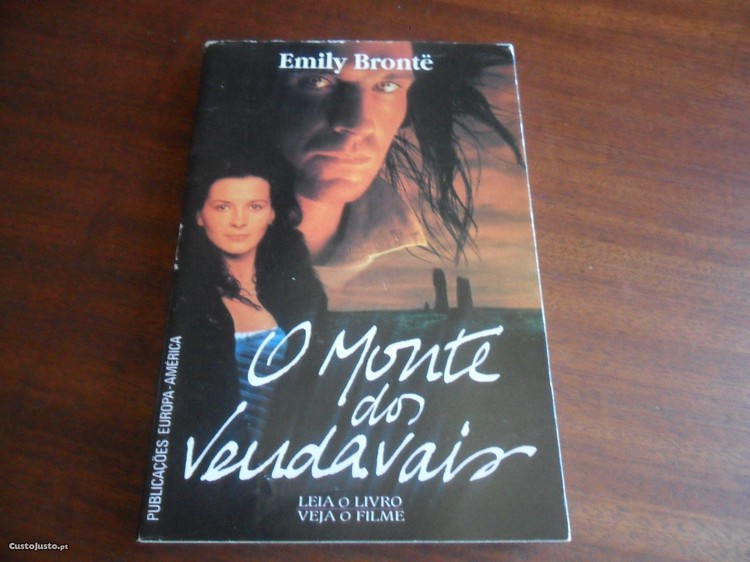 Emily Brontë
O Monte
dos
Vendavais
PUBLICAÇÕES EUROPA-AMÉRICA
LEIA O LIVRO
VEJA O FILME
CustoJusto.pt